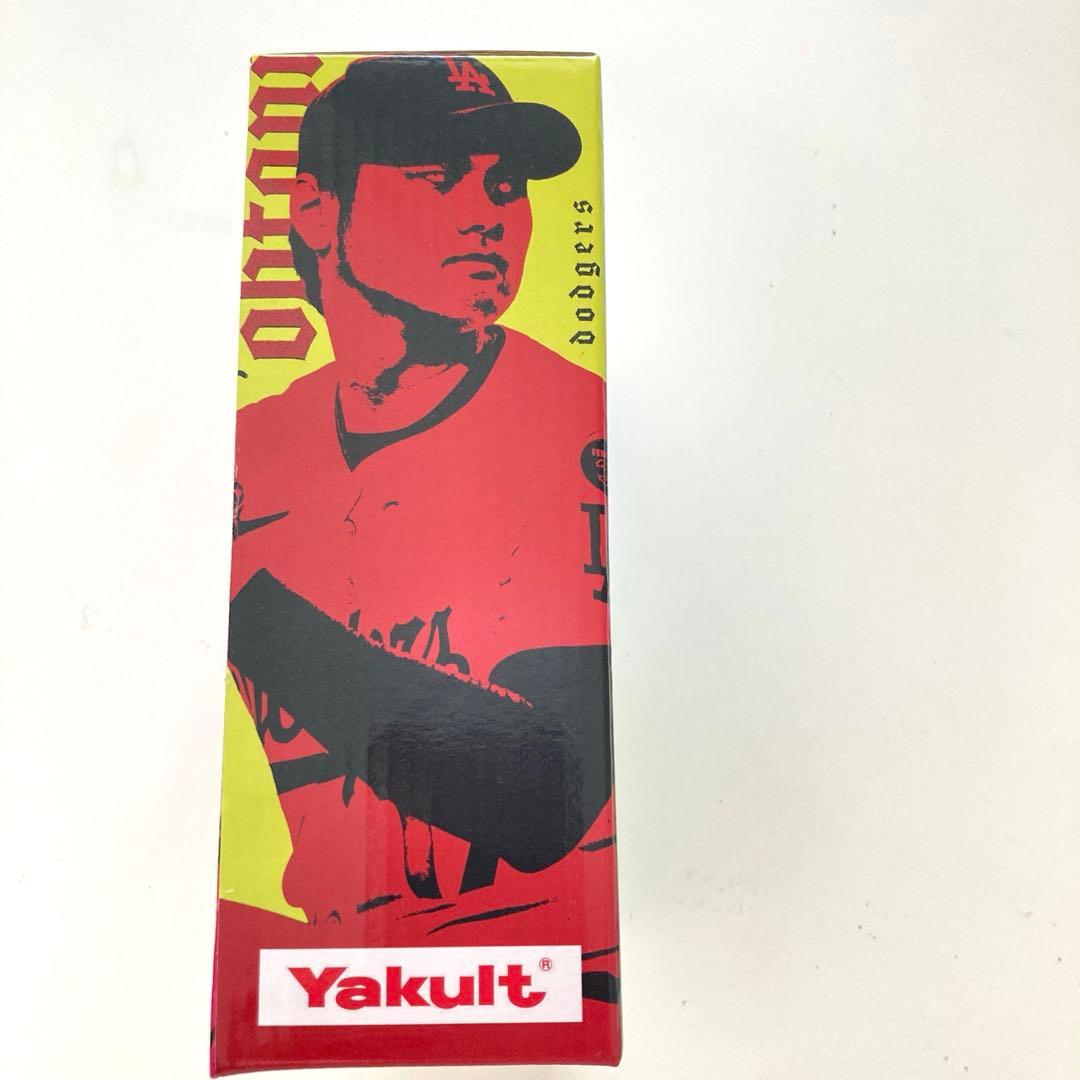 ohtani
LA
dodgers
Yakult®